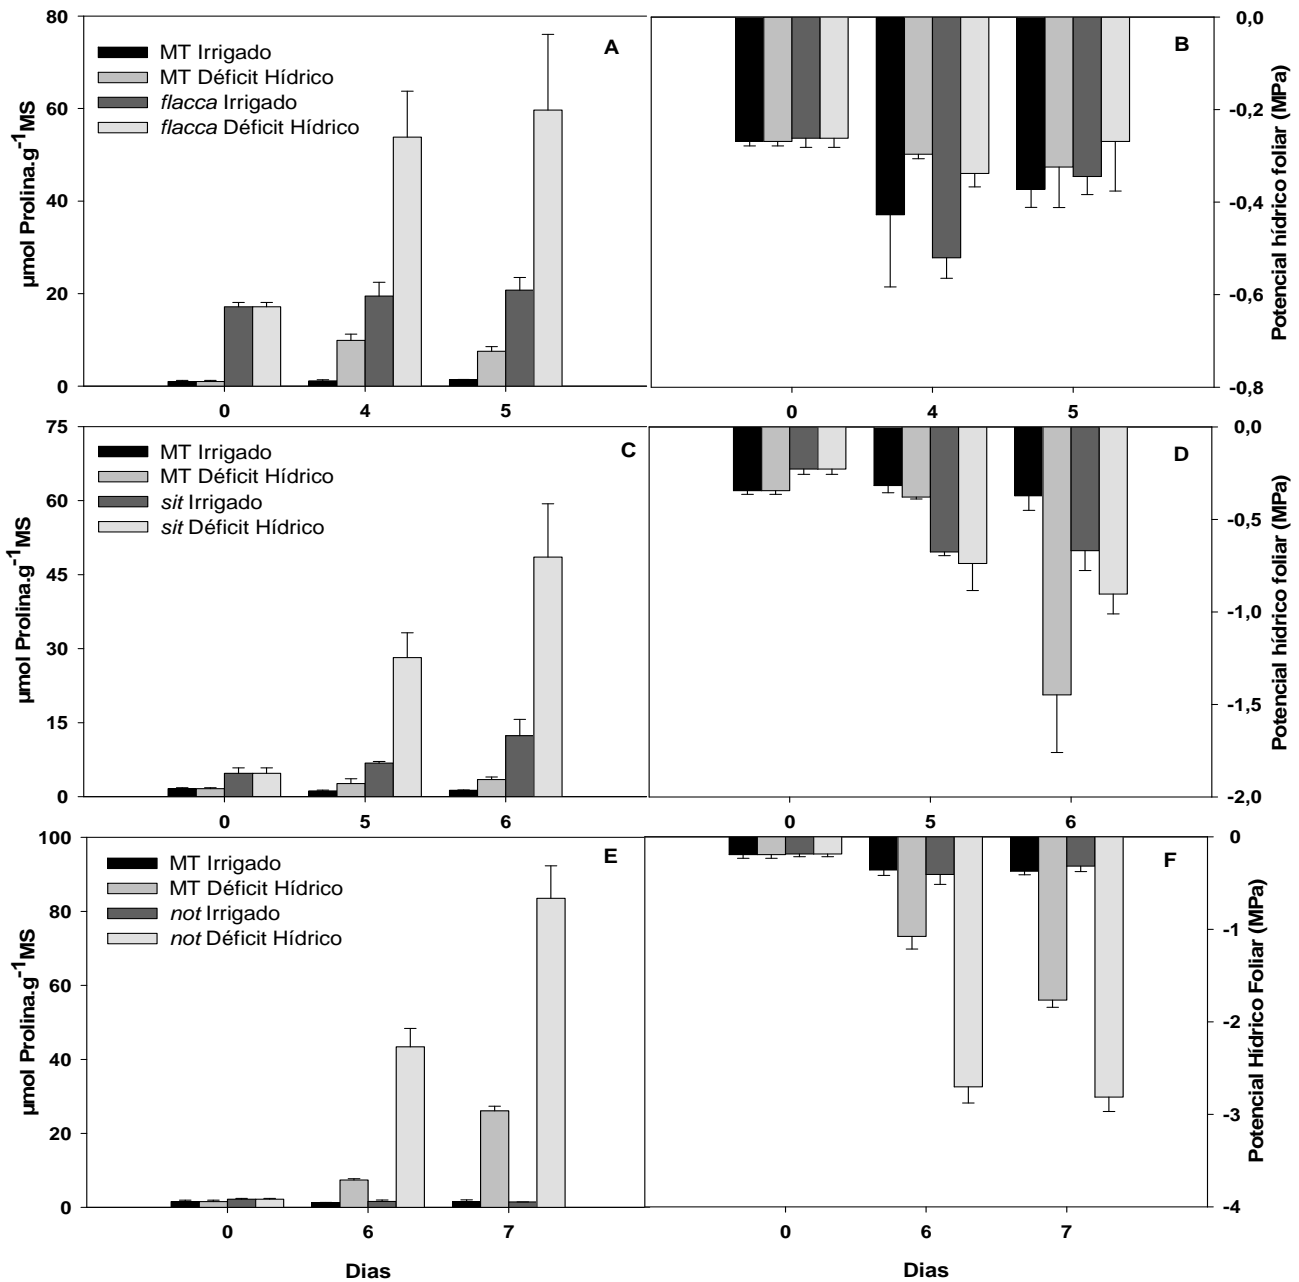 A
MT Irrigado
MT Déficit Hídrico
flacca Irrigado
flacca Déficit Hídrico
µmol Prolina.g⁻¹MS
80
60
40
20
0
0 4 5
B
Potencial hídrico foliar (MPa)
0,0
-0,2
-0,4
-0,6
-0,8
0 4 5
C
MT Irrigado
MT Déficit Hídrico
sit Irrigado
sit Déficit Hídrico
µmol Prolina.g⁻¹MS
75
60
45
30
15
0
0 5 6
D
Potencial hídrico foliar (MPa)
0,0
-0,5
-1,0
-1,5
-2,0
0 5 6
E
MT Irrigado
MT Déficit Hídrico
not Irrigado
not Déficit Hídrico
µmol Prolina.g⁻¹MS
100
80
60
40
20
0
0 6 7
Dias
F
Potencial Hídrico Foliar (MPa)
0
-1
-2
-3
-4
0 6 7
Dias